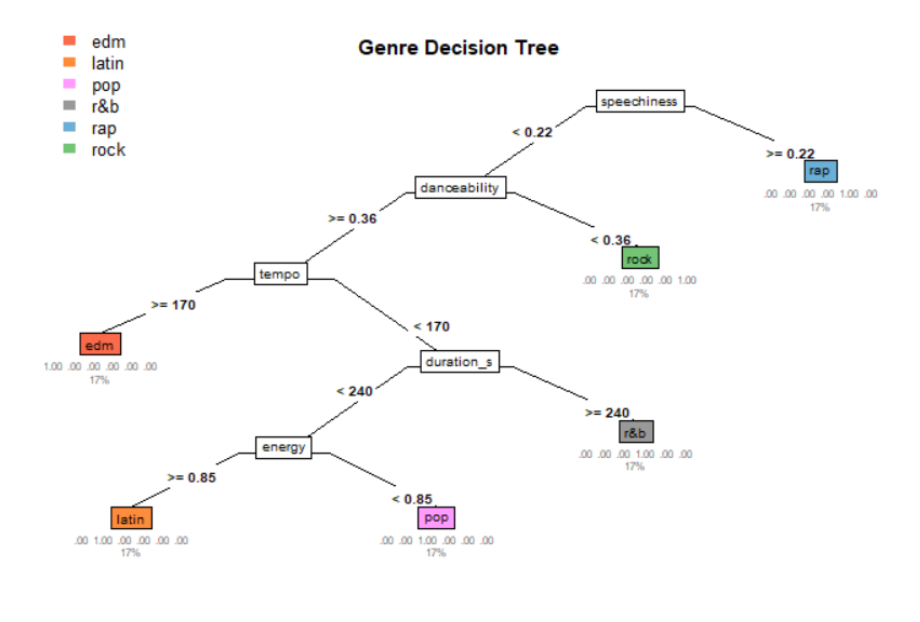 edm
latin
pop
r&b
rap
rock
Genre Decision Tree
speechiness
< 0.22
>= 0.22
rap
.00 .00 .00 .00 1.00 .00
17%
danceability
>= 0.36
< 0.36
rock
.00 .00 .00 .00 .00 1.00
17%
tempo
>= 170
< 170
edm
1.00 .00 .00 .00 .00 .00
17%
duration_s
< 240
>= 240
r&b
.00 .00 .00 1.00 .00 .00
17%
energy
>= 0.85
< 0.85
latin
.00 1.00 .00 .00 .00 .00
17%
pop
.00 .00 1.00 .00 .00 .00
17%